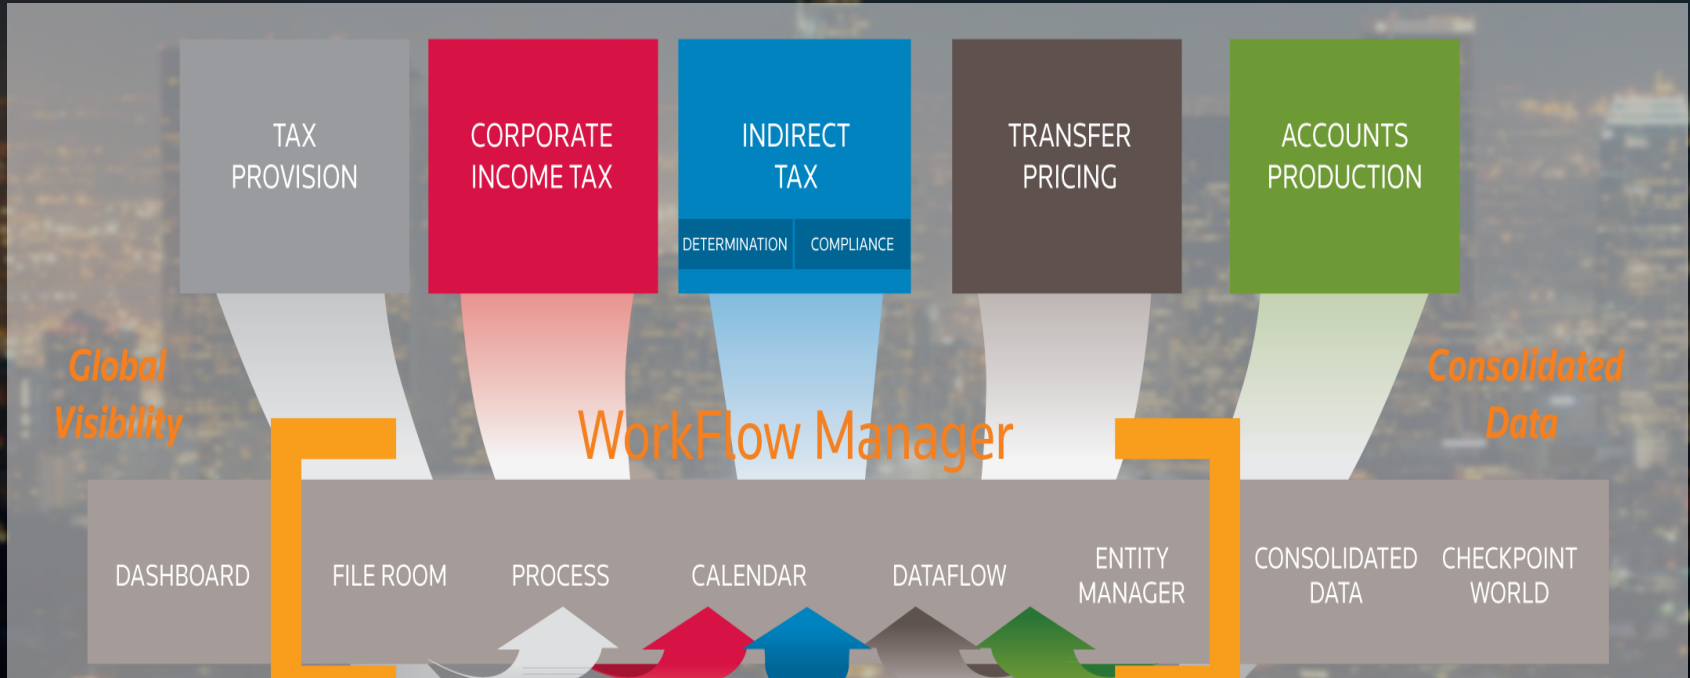 TAX
PROVISION
CORPORATE
INCOME TAX
INDIRECT
TAX
DETERMINATION
COMPLIANCE
TRANSFER
PRICING
ACCOUNTS
PRODUCTION
Global
Visibility
WorkFlow Manager
Consolidated
Data
DASHBOARD
FILE ROOM
PROCESS
CALENDAR
DATAFLOW
ENTITY
MANAGER
CONSOLIDATED
DATA
CHECKPOINT
WORLD